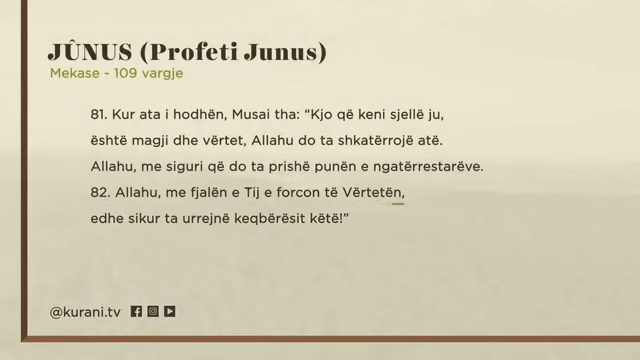 JÛNUS (Profeti Junus)
Mekase - 109 vargje
81. Kur ata i hodhën, Musai tha: “Kjo që keni sjellë ju,
është magji dhe vërtet, Allahu do ta shkatërrojë atë.
Allahu, me siguri që do ta prishë punën e ngatërrestarëve.
82. Allahu, me fjalën e Tij e forcon të Vërtetën,
edhe sikur ta urrejnë keqbërësit këtë!”
@kurani.tv